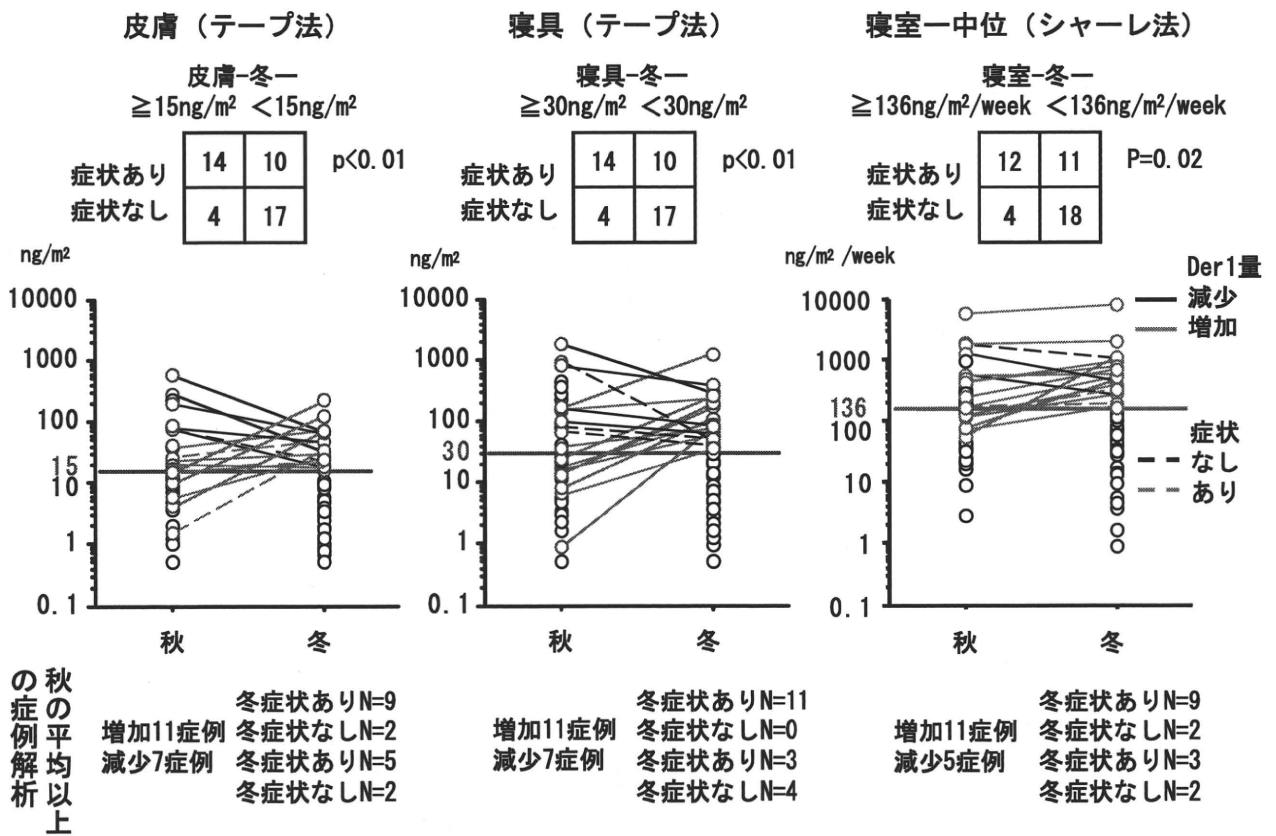 皮膚（テープ法）
皮膚-冬ー
≧15ng/m² ＜15ng/m²
症状あり 14 10 p<0.01
症状なし 4 17
ng/m²
10000
1000
100
15
10
1
0.1
秋 冬
寝具（テープ法）
寝具-冬ー
≧30ng/m² ＜30ng/m²
症状あり 14 10 p<0.01
症状なし 4 17
ng/m²
10000
1000
100
30
10
1
0.1
秋 冬
寝室ー中位（シャーレ法）
寝室-冬ー
≧136ng/m²/week ＜136ng/m²/week
症状あり 12 11 P=0.02
症状なし 4 18
ng/m² /week
10000
1000
136
100
10
1
0.1
秋 冬
Der1量
減少
増加
症状
なし
あり
秋の平均以上
の症例解析
冬症状ありN=9
増加11症例 冬症状なしN=2
減少7症例 冬症状ありN=5
冬症状なしN=2
冬症状ありN=11
増加11症例 冬症状なしN=0
減少7症例 冬症状ありN=3
冬症状なしN=4
冬症状ありN=9
増加11症例 冬症状なしN=2
減少5症例 冬症状ありN=3
冬症状なしN=2